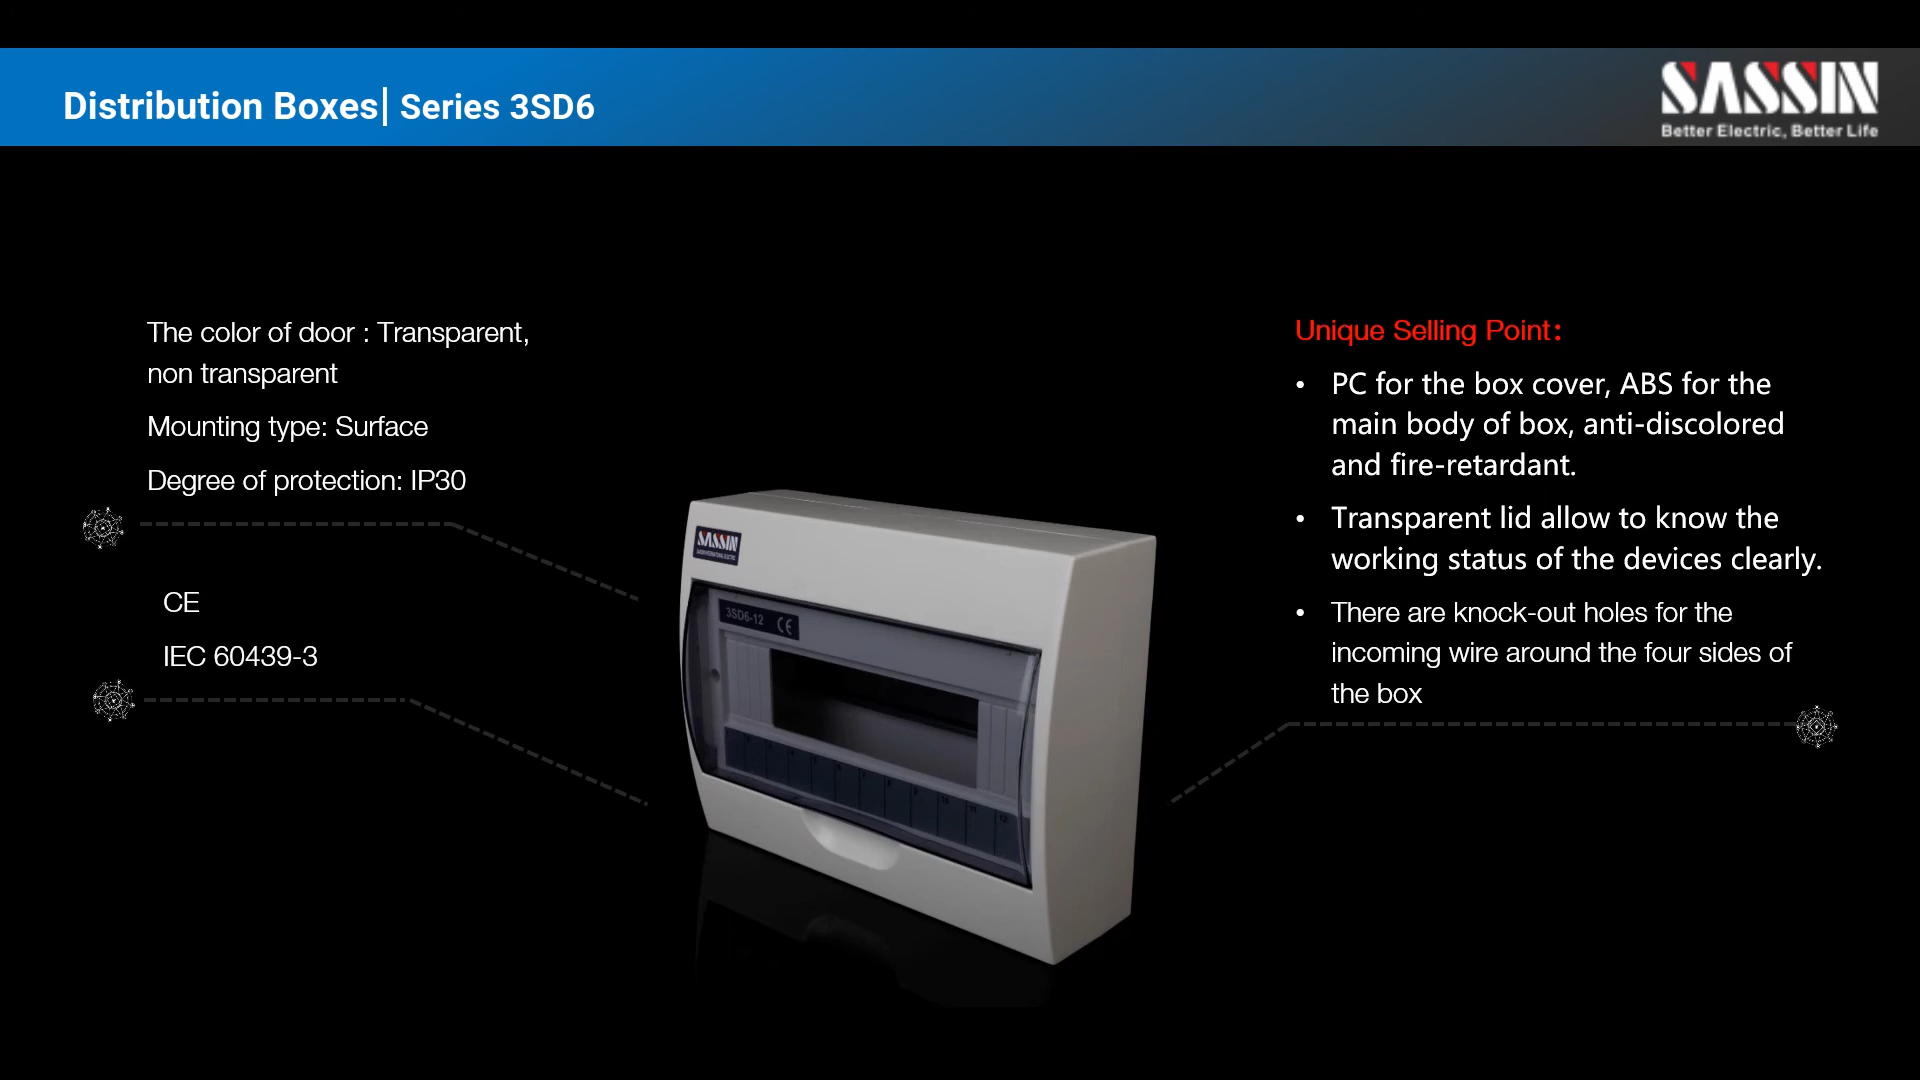 Distribution Boxes| Series 3SD6
SASSIN
Better Electric, Better Life
The color of door : Transparent,
non transparent
Mounting type: Surface
Degree of protection: IP30
CE
IEC 60439-3
Unique Selling Point：
• PC for the box cover, ABS for the
main body of box, anti-discolored
and fire-retardant.
• Transparent lid allow to know the
working status of the devices clearly.
• There are knock-out holes for the
incoming wire around the four sides of
the box
SASSIN
3SD6-12 CE
10 11 12